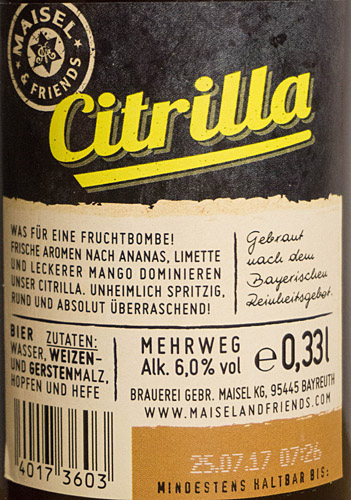 MAISEL
& FRIENDS
Citrilla
WAS FÜR EINE FRUCHTBOMBE!
FRISCHE AROMEN NACH ANANAS, LIMETTE
UND LECKERER MANGO DOMINIEREN
UNSER CITRILLA. UNHEIMLICH SPRITZIG,
RUND UND ABSOLUT ÜBERRASCHEND!
Gebraut
nach dem
Bayerischen
Reinheitsgebot.
BIER ZUTATEN:
WASSER, WEIZEN-
UND GERSTENMALZ,
HOPFEN UND HEFE
MEHRWEG
Alk. 6,0% vol
e 0,33l
BRAUEREI GEBR. MAISEL KG, 95445 BAYREUTH
WWW.MAISELANDFRIENDS.COM
4017 3603
25.07.17 07:26
MINDESTENS HALTBAR BIS: